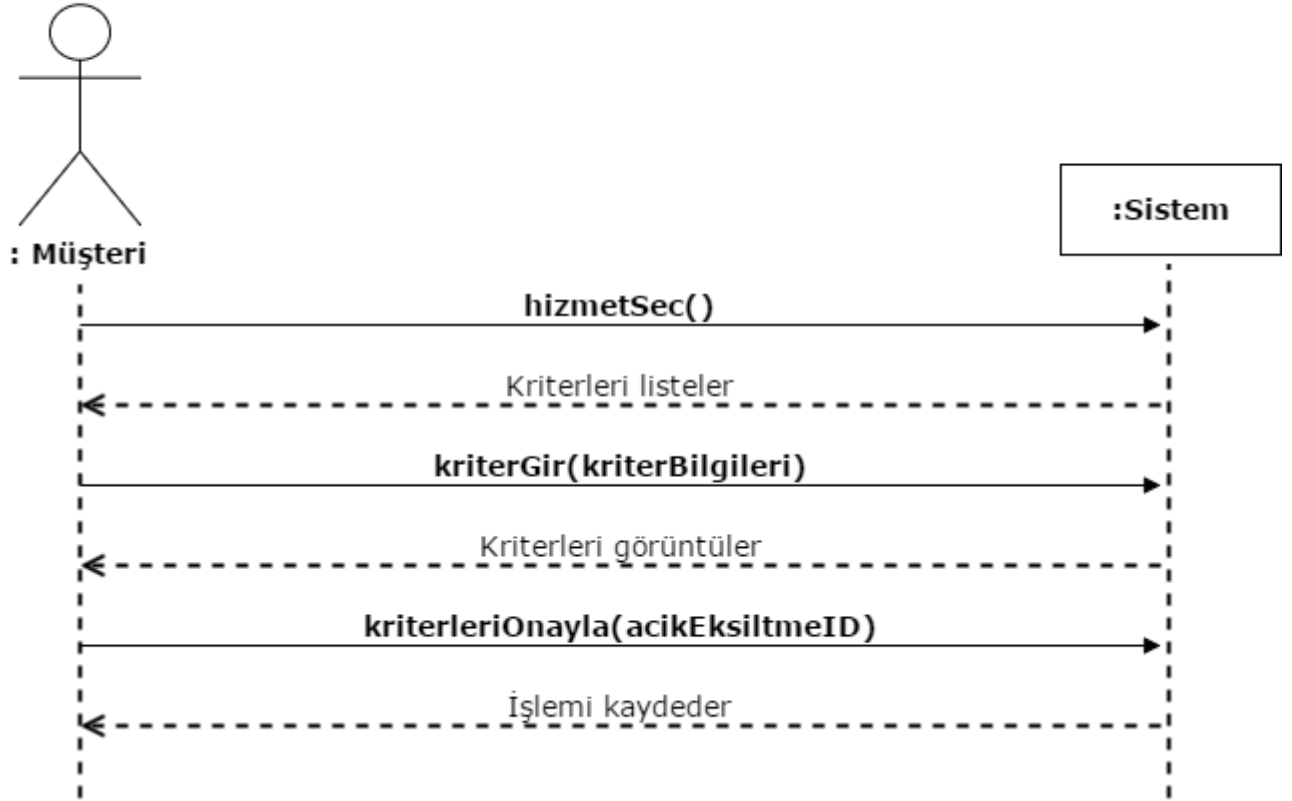 :Sistem
: Müşteri
hizmetSec()
Kriterleri listeler
kriterGir(kriterBilgileri)
Kriterleri görüntüler
kriterleriOnayla(acikEksiltmeID)
İşlemi kaydeder